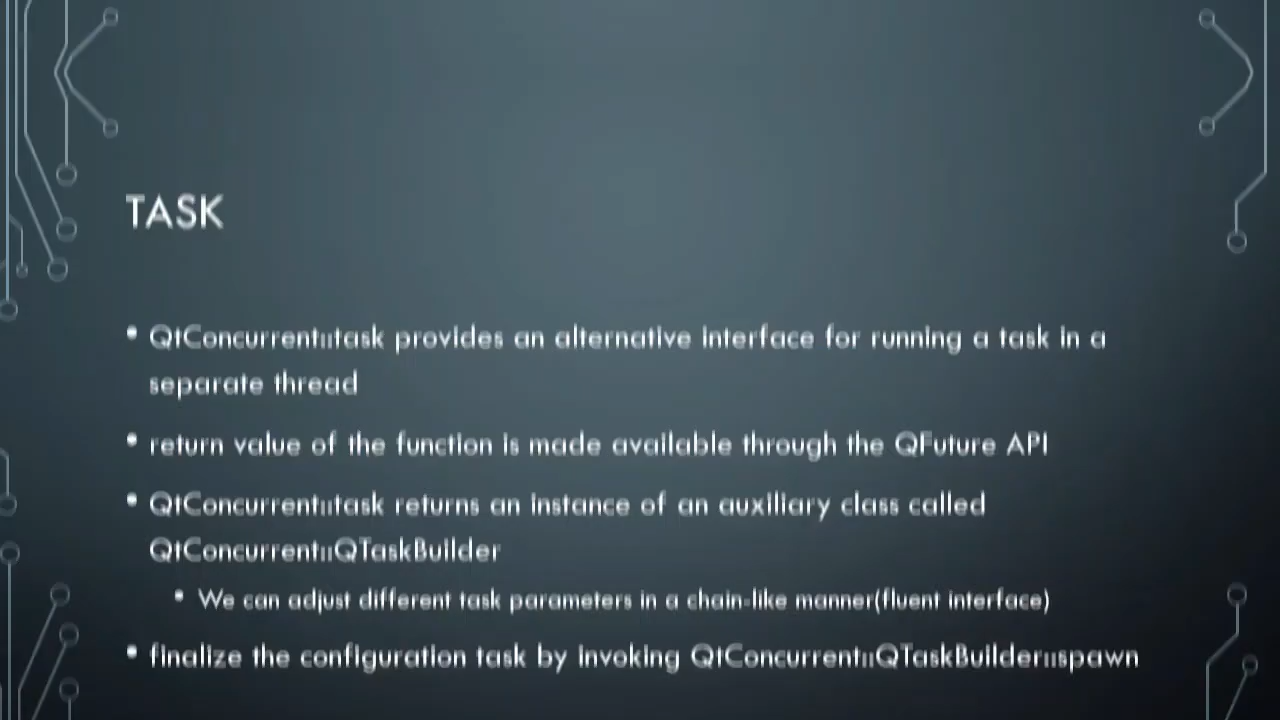 TASK
• QtConcurrent::task provides an alternative interface for running a task in a
separate thread
• return value of the function is made available through the QFuture API
• QtConcurrent::task returns an instance of an auxiliary class called
QtConcurrent::QTaskBuilder
• We can adjust different task parameters in a chain-like manner(fluent interface)
• finalize the configuration task by invoking QtConcurrent::QTaskBuilder::spawn